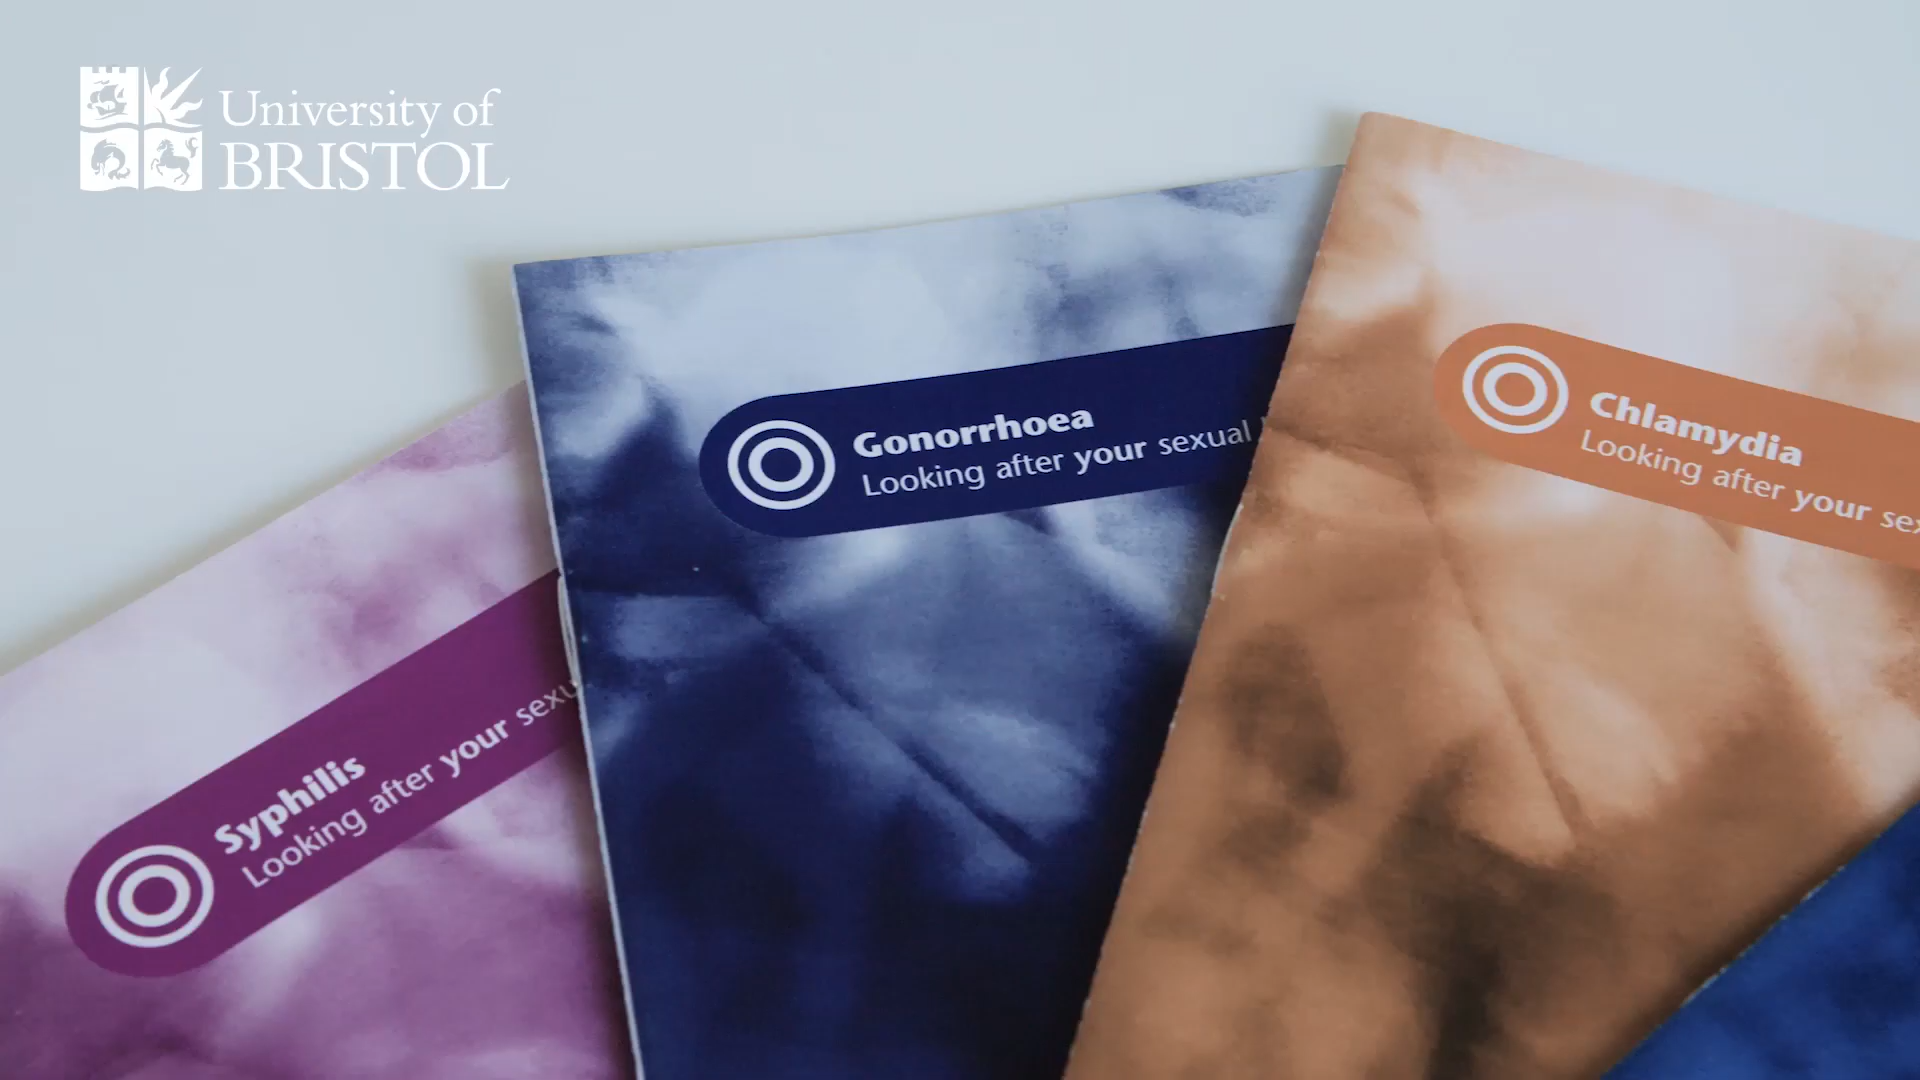 University of
BRISTOL
Syphilis
Looking after your
Gonorrhoea
Looking after your sexual
Chlamydia
Looking after your